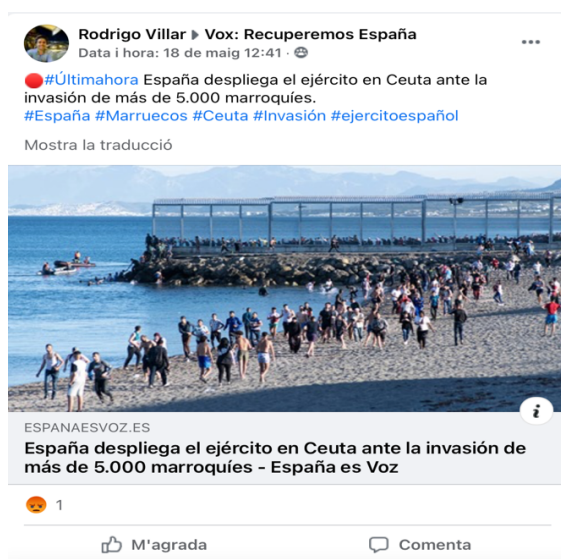 Rodrigo Villar ▸ Vox: Recuperemos España
Data i hora: 18 de maig 12:41 ·
#Últimahora España despliega el ejército en Ceuta ante la
invasión de más de 5.000 marroquíes.
#España #Marruecos #Ceuta #Invasión #ejercitoespañol
Mostra la traducció
i
ESPANAESVOZ.ES
España despliega el ejército en Ceuta ante la invasión de
más de 5.000 marroquíes - España es Voz
1
M'agrada
Comenta